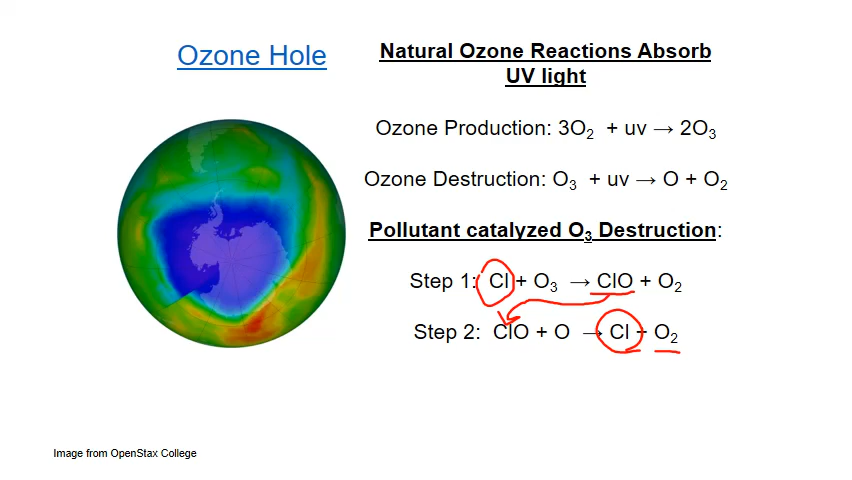 Ozone Hole
Natural Ozone Reactions Absorb
UV light
Ozone Production: 3O₂ + uv → 2O₃
Ozone Destruction: O₃ + uv → O + O₂
Pollutant catalyzed O₃ Destruction:
Step 1: Cl + O₃ → ClO + O₂
Step 2: ClO + O → Cl + O₂
Image from OpenStax College